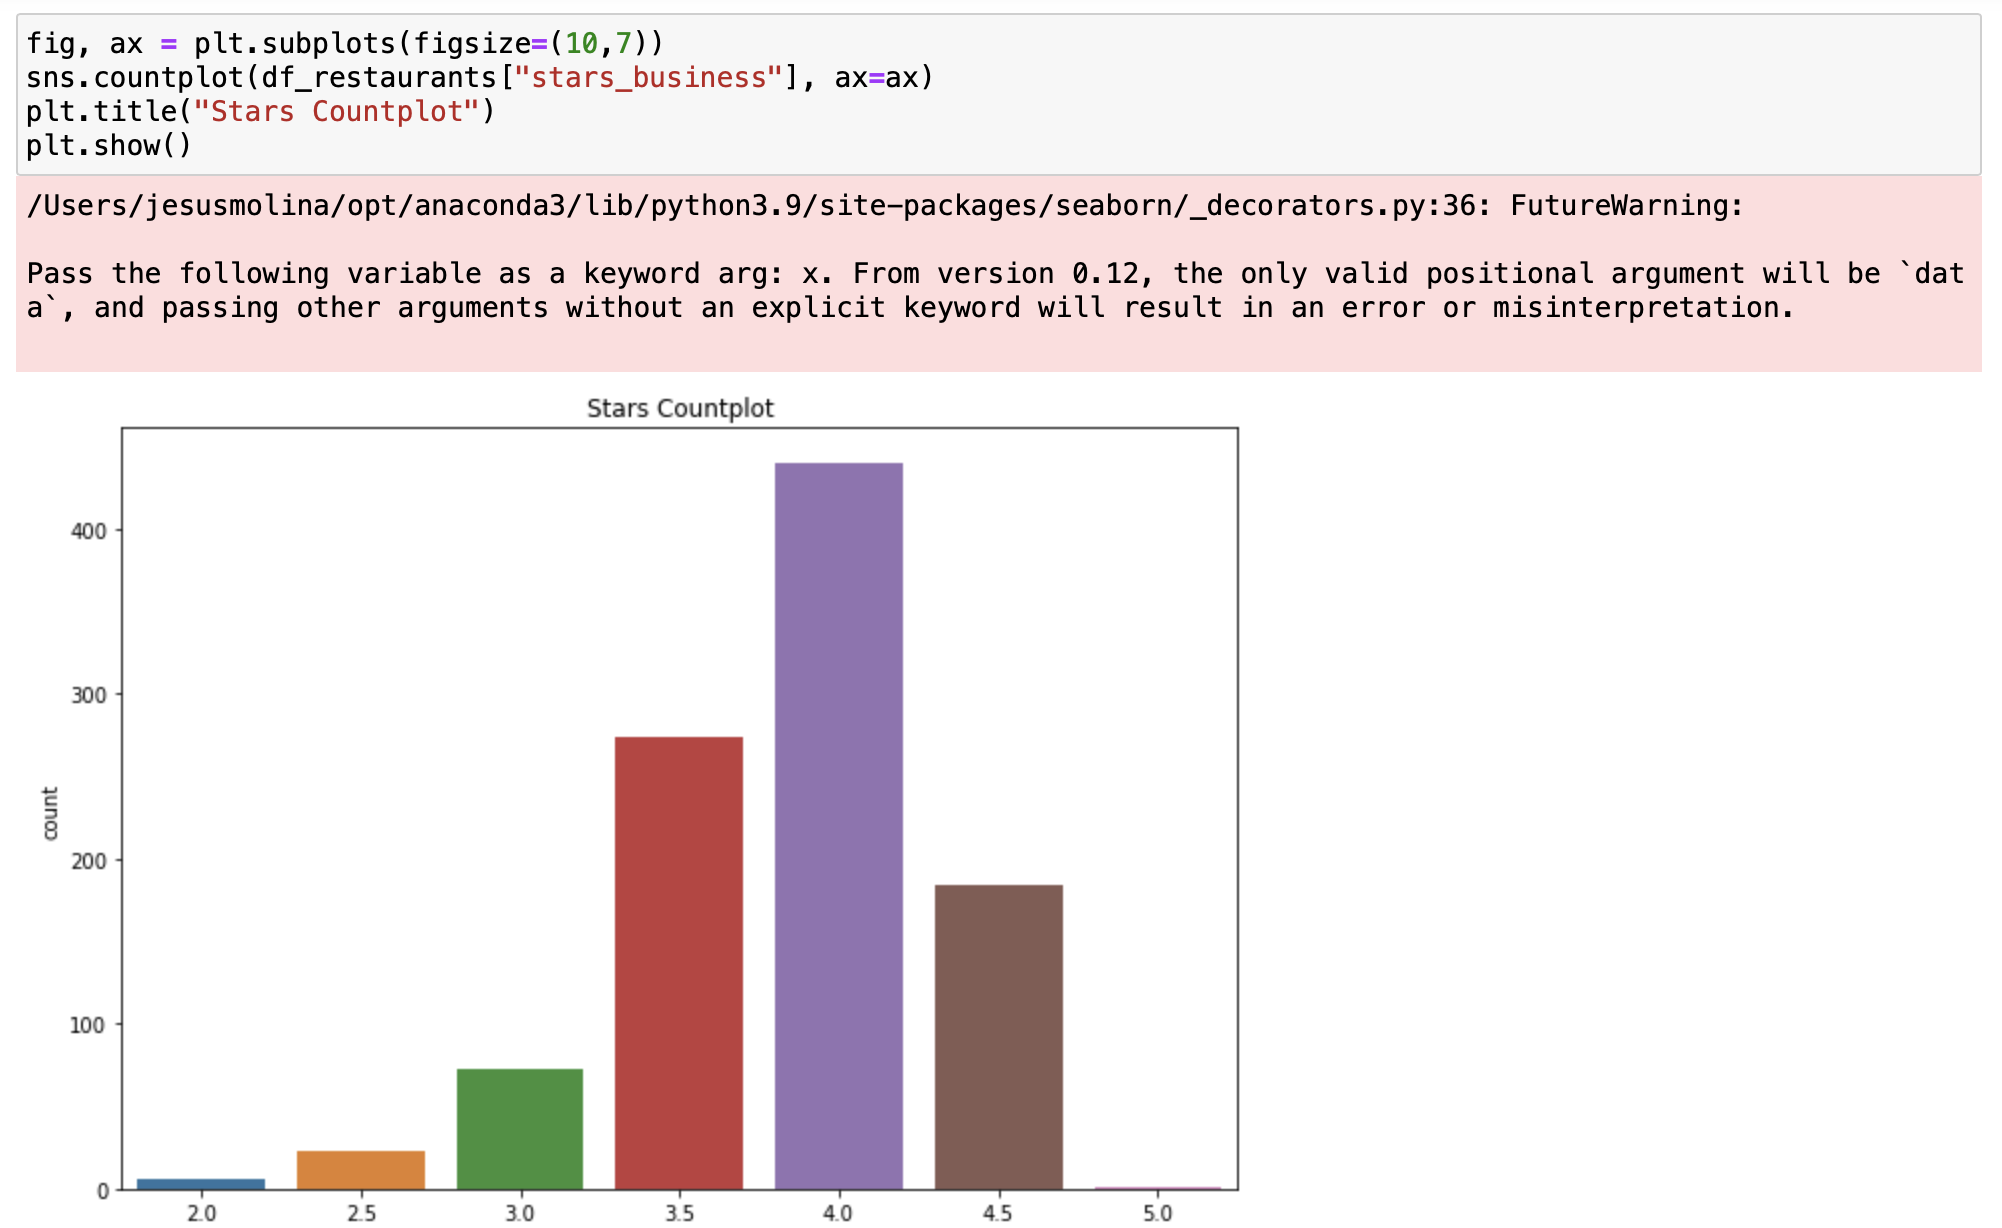 fig, ax = plt.subplots(figsize=(10,7))
sns.countplot(df_restaurants["stars_business"], ax=ax)
plt.title("Stars Countplot")
plt.show()
/Users/jesusmolina/opt/anaconda3/lib/python3.9/site-packages/seaborn/_decorators.py:36: FutureWarning:
Pass the following variable as a keyword arg: x. From version 0.12, the only valid positional argument will be `dat
a`, and passing other arguments without an explicit keyword will result in an error or misinterpretation.
Stars Countplot
400
300
count
200
100
0
2.0 2.5 3.0 3.5 4.0 4.5 5.0